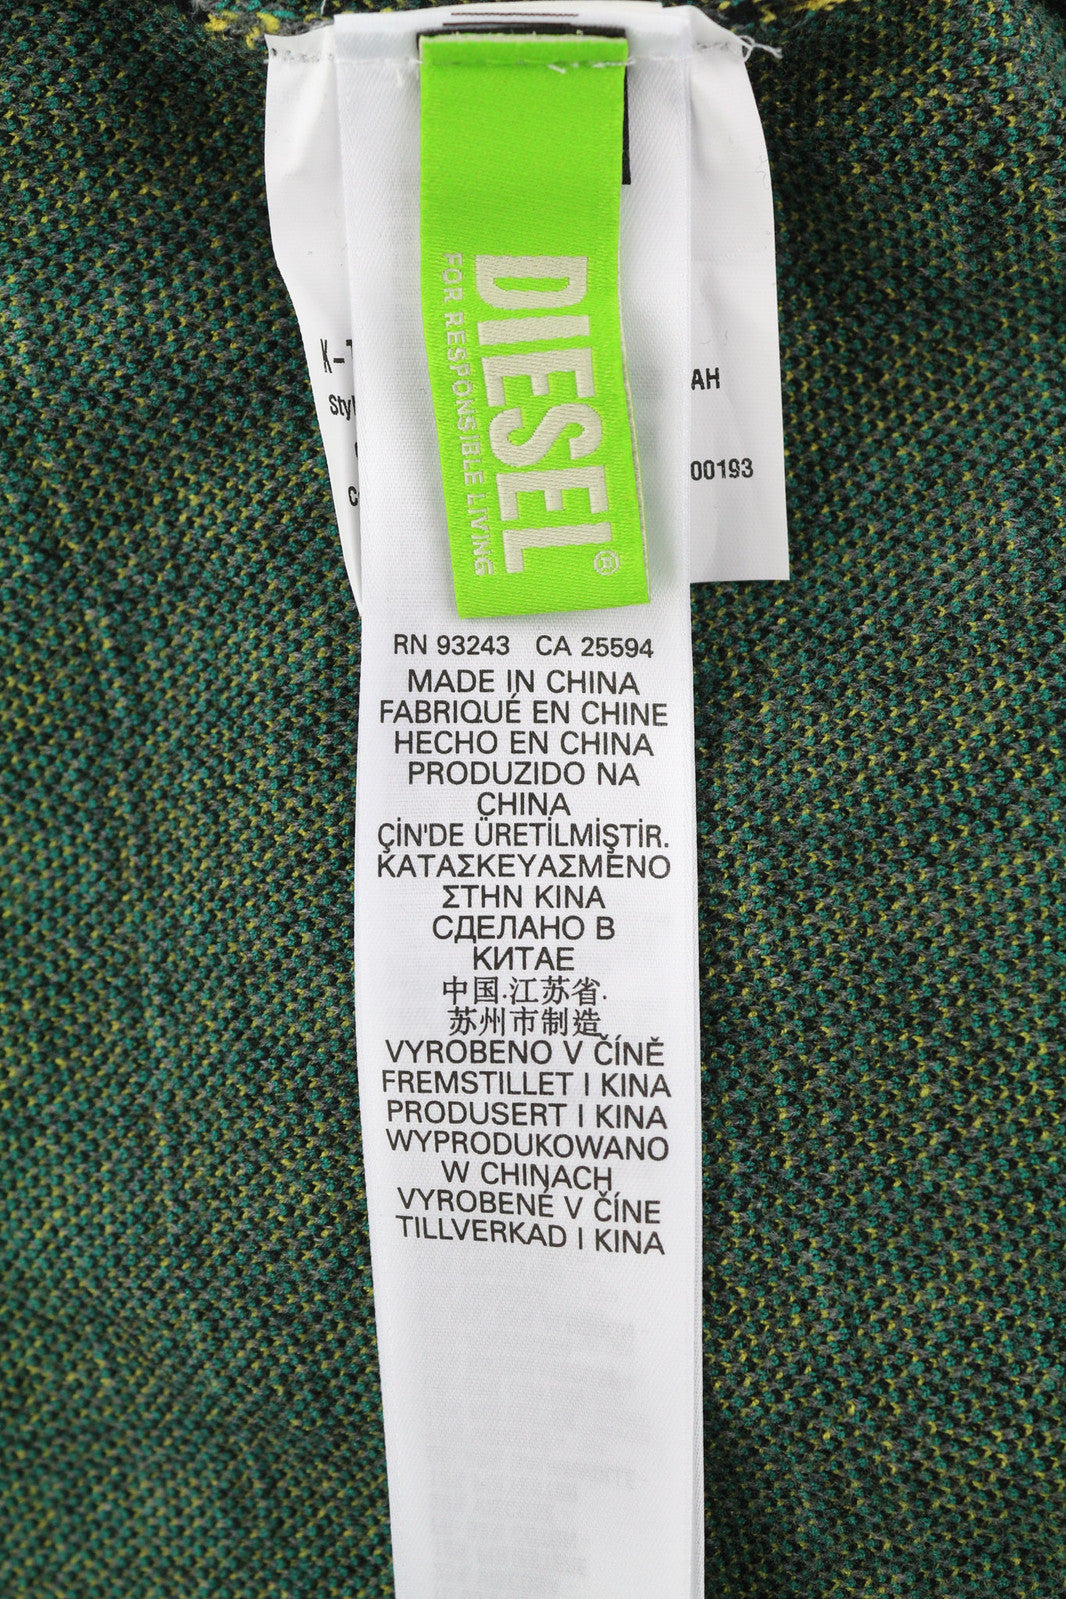 DIESEL®
FOR RESPONSIBLE LIVING
AH
00193
RN 93243 CA 25594
MADE IN CHINA
FABRIQUÉ EN CHINE
HECHO EN CHINA
PRODUZIDO NA
CHINA
ÇİN'DE ÜRETİLMİŞTİR.
ΚΑΤΑΣΚΕΥΑΣΜΕΝΟ
ΣΤΗΝ ΚΙΝΑ
СДЕЛАНО В
КИТАЕ
中国.江苏省.
苏州市制造
VYROBENO V ČÍNĚ
FREMSTILLET I KINA
PRODUSERT I KINA
WYPRODUKOWANO
W CHINACH
VYROBENÉ V ČÍNE
TILLVERKAD I KINA